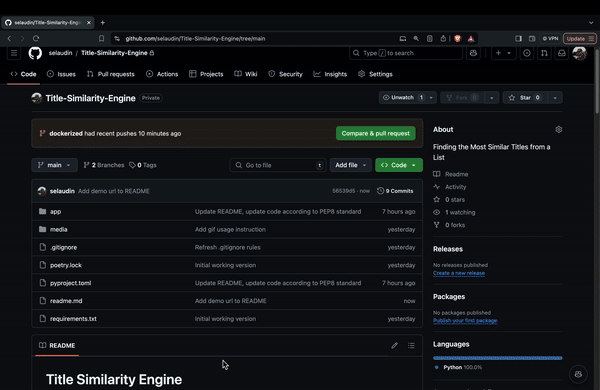 selaudin/Title-Similarity-Engine
github.com/selaudin/Title-Similarity-Engine/tree/main
VPN
Update
selaudin / Title-Similarity-Engine
Type / to search
Code
Issues
Pull requests
Actions
Projects
Wiki
Security
Insights
Settings
Title-Similarity-Engine Private
Unwatch 1
Fork 0
Star 0
dockerized had recent pushes 10 minutes ago
Compare & pull request
main
2 Branches
0 Tags
Go to file
t
Add file
Code
selaudin Add demo url to README
56539d5 · now
9 Commits
app Update README, update code according to PEP8 standard 7 hours ago
media Add gif usage instruction yesterday
.gitignore Refresh .gitignore rules yesterday
poetry.lock Initial working version yesterday
pyproject.toml Update README, update code according to PEP8 standard 7 hours ago
readme.md Add demo url to README now
requirements.txt Initial working version yesterday
README
Title Similarity Engine
About
Finding the Most Similar Titles from a
List
Readme
Activity
0 stars
1 watching
0 forks
Releases
No releases published
Create a new release
Packages
No packages published
Publish your first package
Languages
Python 100.0%